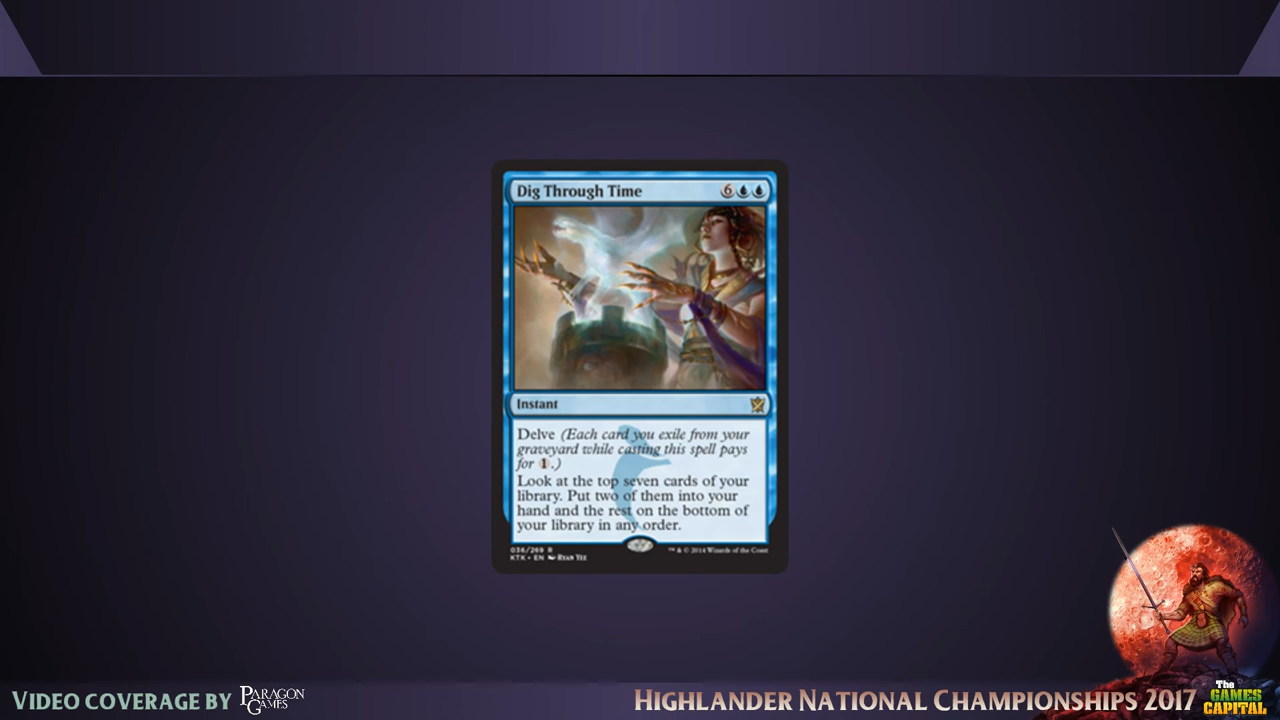 Dig Through Time 6
Instant
Delve (Each card you exile from your
graveyard while casting this spell pays
for 1.)
Look at the top seven cards of your
library. Put two of them into your
hand and the rest on the bottom of
your library in any order.
036/269 R
KTK • EN Ryan Yee
™ & © 2014 Wizards of the Coast
Video coverage by Paragon Games
Highlander National Championships 2017
The
Games
Capital